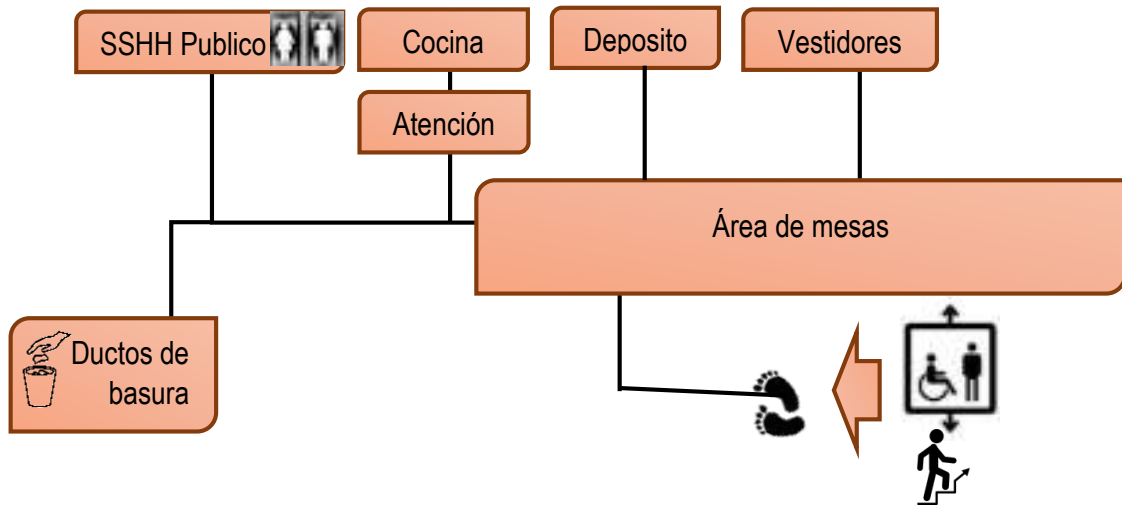 SSHH Publico
Cocina
Deposito
Vestidores
Atención
Área de mesas
Ductos de
basura